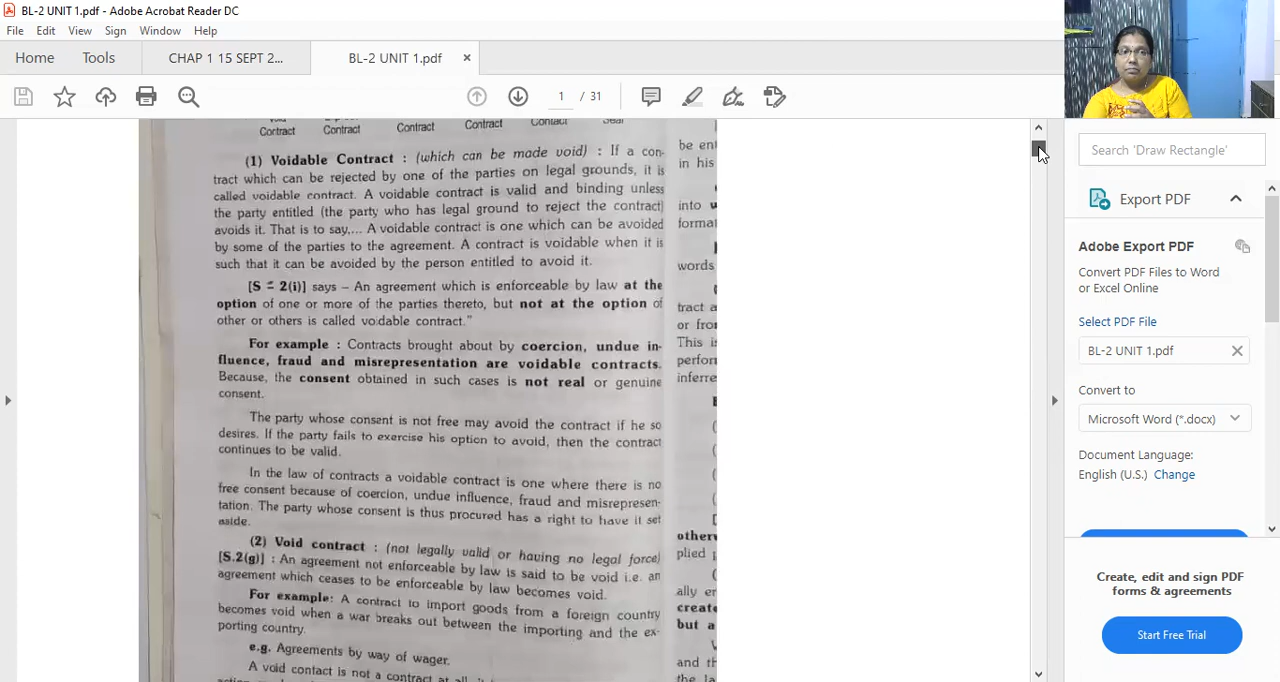 BL-2 UNIT 1.pdf - Adobe Acrobat Reader DC
File Edit View Sign Window Help
Home Tools CHAP 1 15 SEPT 2... BL-2 UNIT 1.pdf ×
1 / 31
Contract Contract Contract Contract Contract Seal
(1) Voidable Contract : (which can be made void) : If a con-
tract which can be rejected by one of the parties on legal grounds, it is
called voidable contract. A voidable contract is valid and binding unless
the party entitled (the party who has legal ground to reject the contract)
avoids it. That is to say,... A voidable contract is one which can be avoided
by some of the parties to the agreement. A contract is voidable when it is
such that it can be avoided by the person entitled to avoid it.
[S - 2(i)] says – An agreement which is enforceable by law at the
option of one or more of the parties thereto, but not at the option of
other or others is called voidable contract."
For example : Contracts brought about by coercion, undue in-
fluence, fraud and misrepresentation are voidable contracts.
Because, the consent obtained in such cases is not real or genuine
consent.
The party whose consent is not free may avoid the contract if he so
desires. If the party fails to exercise his option to avoid, then the contract
continues to be valid.
In the law of contracts a voidable contract is one where there is no
free consent because of coercion, undue influence, fraud and misrepresen-
tation. The party whose consent is thus procured has a right to have it set
aside.
(2) Void contract : (not legally valid or having no legal force)
[S.2(g)] : An agreement not enforceable by law is said to be void i.e. an
agreement which ceases to be enforceable by law becomes void.
For example: A contract to import goods from a foreign country
becomes void when a war breaks out between the importing and the ex-
porting country.
e.g. Agreements by way of wager.
A void contact is not a contract at all
be ent
in his
into
format
words
tract a
or fro
This i
perfor
inferre
otherw
plied
ally er
create
but a
and th
the la
Search 'Draw Rectangle'
Export PDF
Adobe Export PDF
Convert PDF Files to Word
or Excel Online
Select PDF File
BL-2 UNIT 1.pdf
Convert to
Microsoft Word (*.docx)
Document Language:
English (U.S.) Change
Create, edit and sign PDF
forms & agreements
Start Free Trial